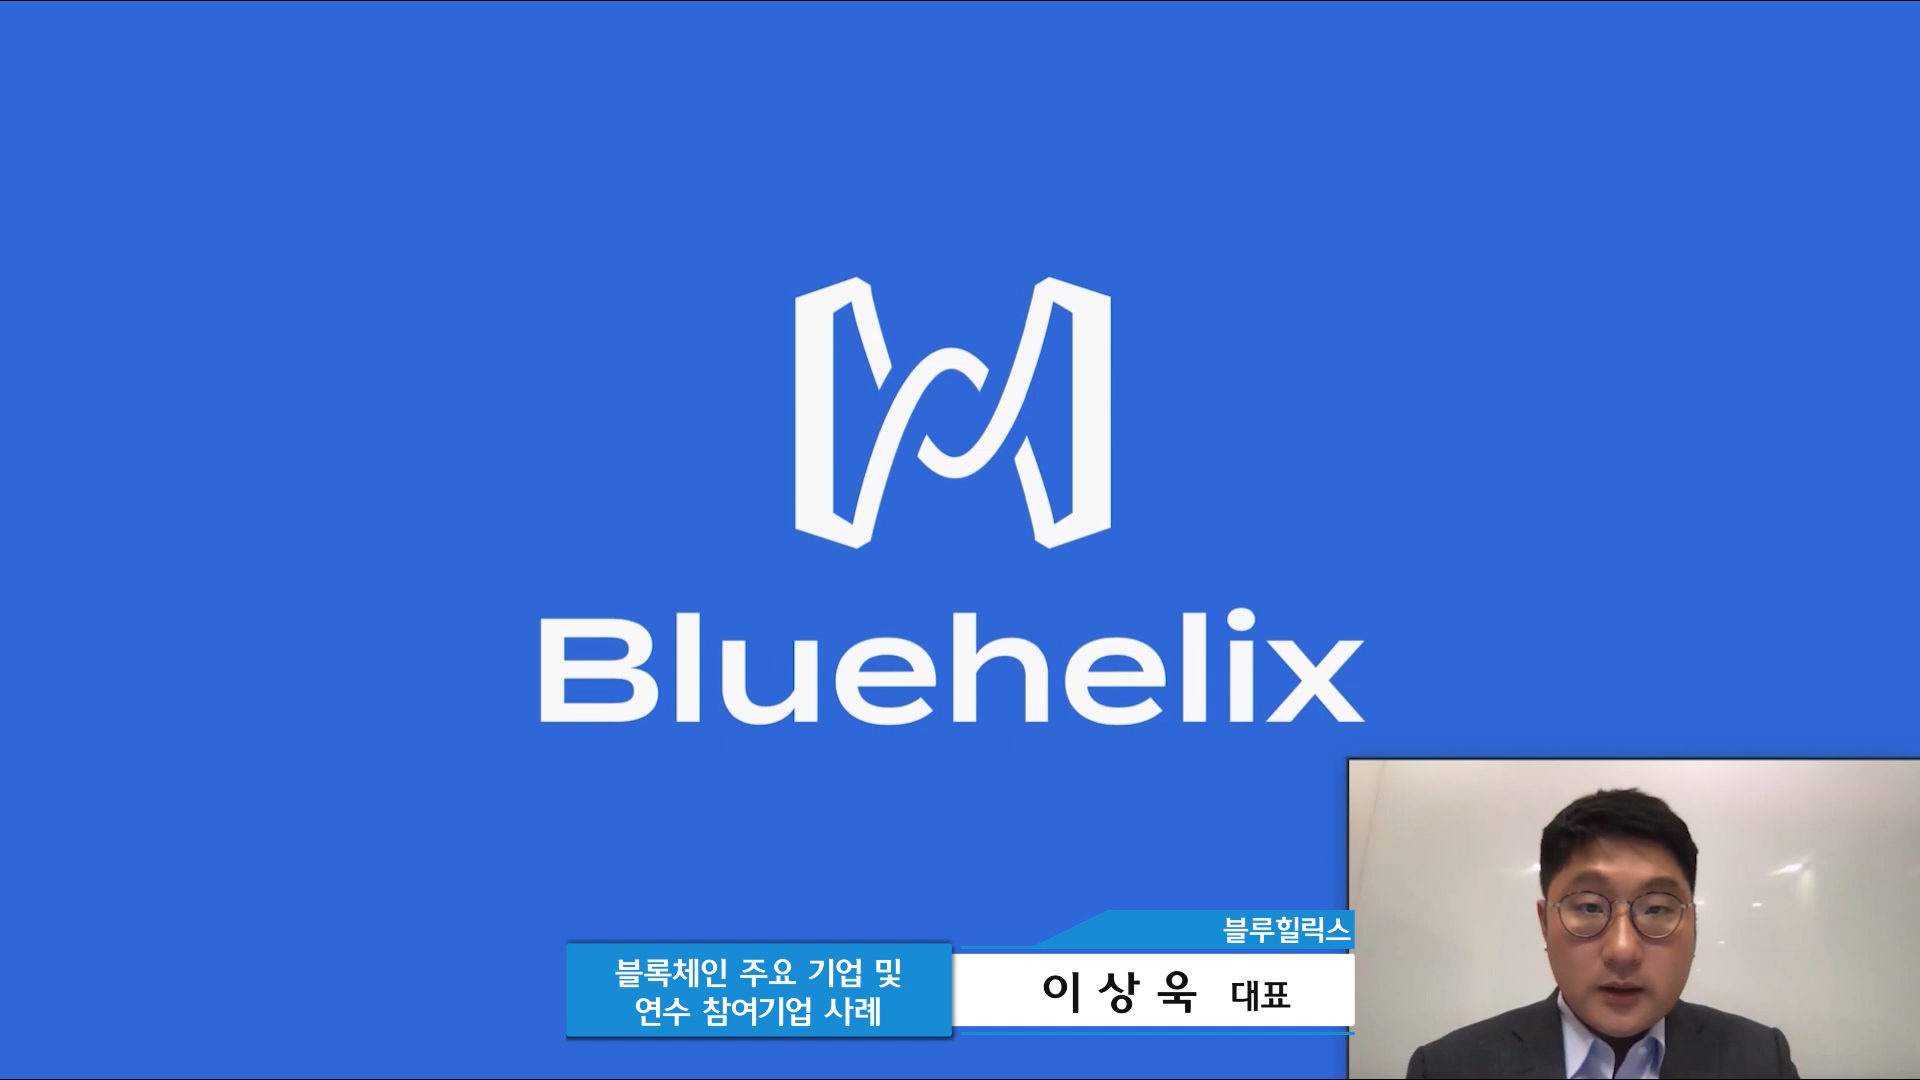 Bluehelix
블루힐릭스
블록체인 주요 기업 및
연수 참여기업 사례
이상욱 대표